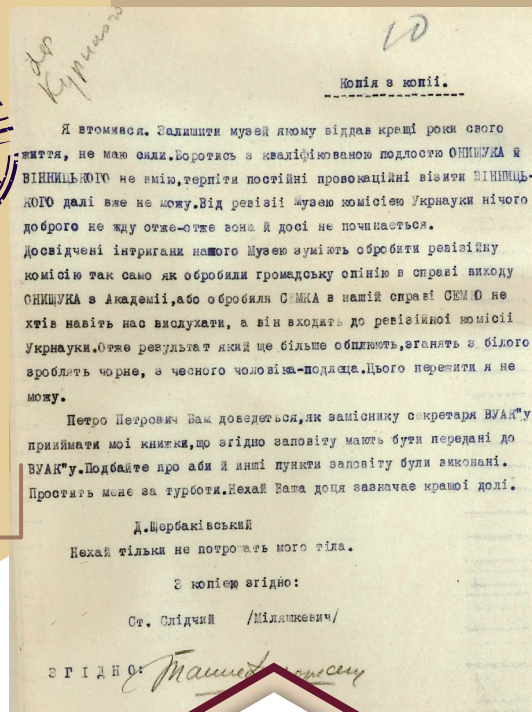 до
Курїнного
10
Копія з копії.
Я втомився. Залишити музей якому віддав кращі роки свого
життя, не маю сили.Боротись з кваліфікованою подлостю ОНИЩУКА й
ВІННИЦЬКОГО не вмію,терпіти постійні провокаційні візити ВІННИЦЬ-
КОГО далі вже не можу.Від ревізії Музею комісією Укрнауки нічого
доброго не жду отже-отже вона й досі не починається.
Досвідчені інтригани нашого Музею зуміють обробити ревізійну
комісію так само як обробили громадську опінію в справі виходу
ОНИЩУКА з Академії,або обробили СЕМКА в нашій справі СЕМКО не
хтів навіть нас вислухати, а він входить до ревізійної комісії
Укрнауки.Отже результат який ще більше обплюють,зганять з білого
зроблять чорне, з чесного чоловіка-подлеца.Цього пережити я не
можу.
Петро Петрович Вам доведеться,як заміснику секретаря ВУАК"у
прииймати мої книжки,що згідно заповіту мають бути передані до
ВУАК"у.Подбайте про аби й инші пункти заповіту були виконані.
Простить мене за турботи.Нехай Ваша доця зазначає кращої долі.
Д.Щербаківський
Нехай тільки не потрошать мого тіла.
З копією згідно:
Ст. Слідчий /Міляшкевич/
ЗГІДНО: